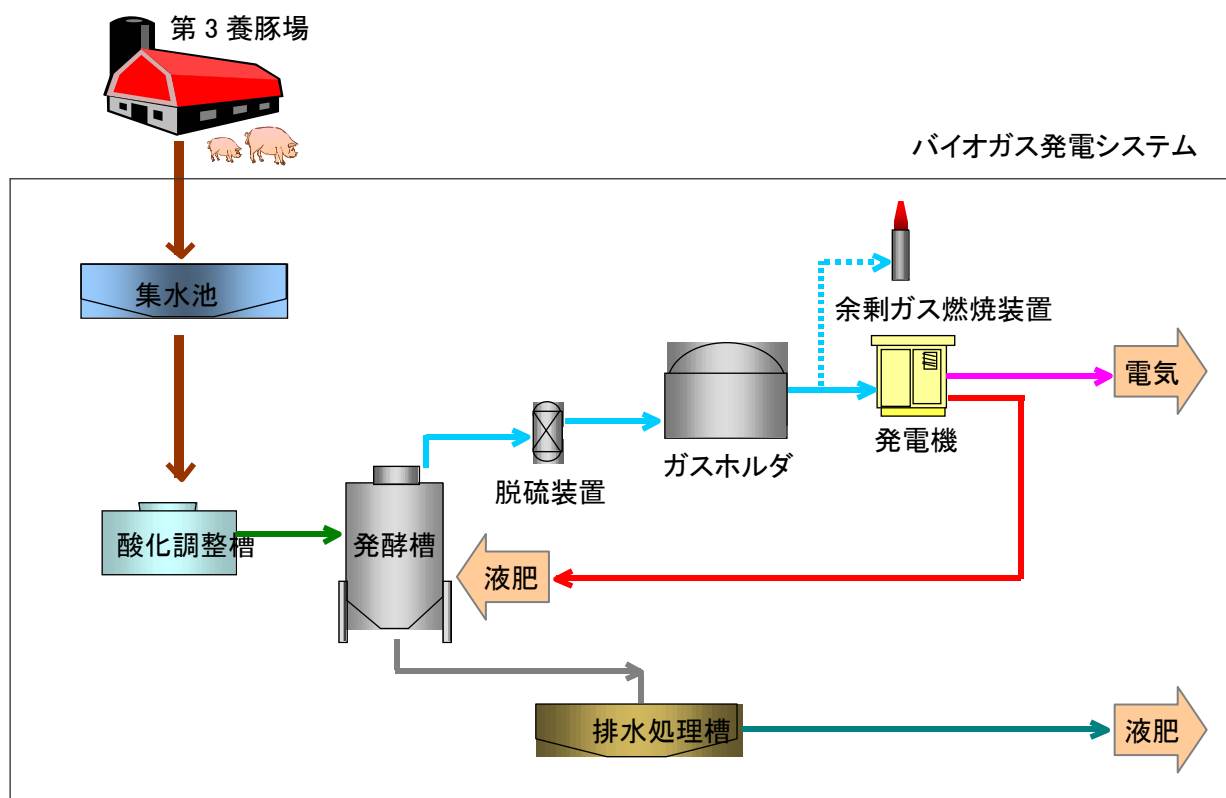 第3養豚場
バイオガス発電システム
集水池
余剰ガス燃焼装置
電気
発電機
ガスホルダ
脱硫装置
酸化調整槽
発酵槽
液肥
排水処理槽
液肥